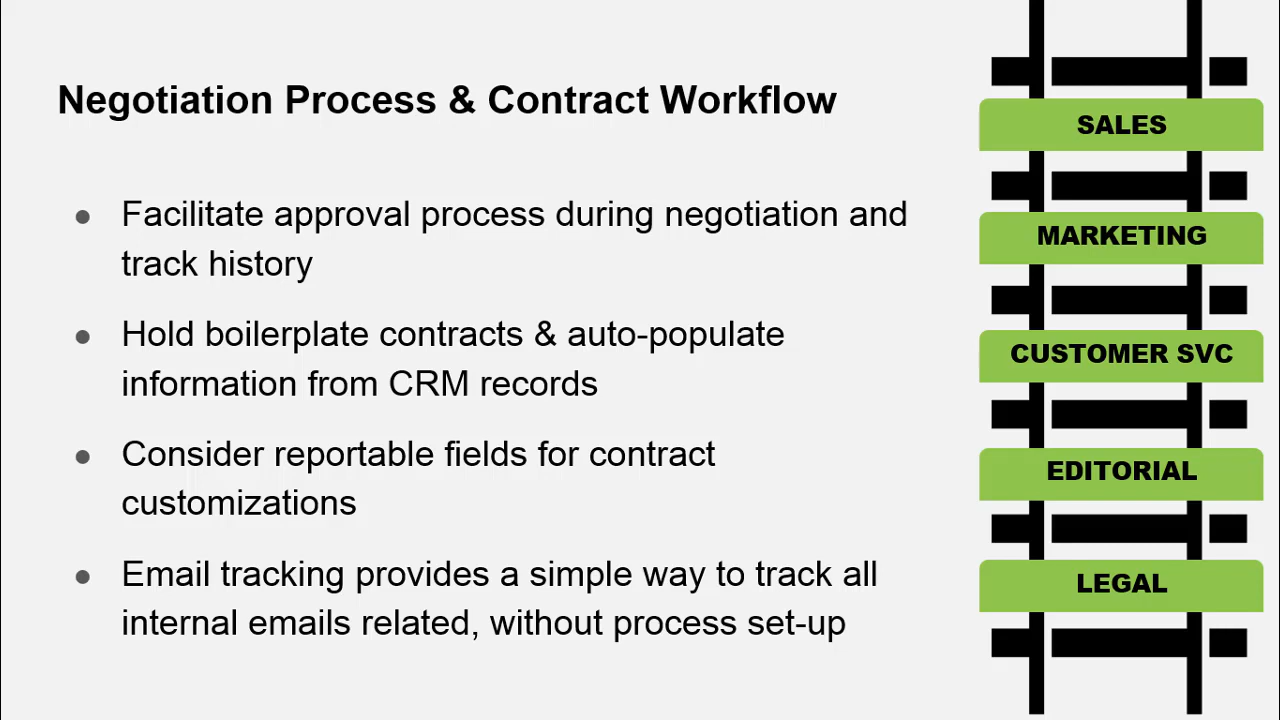 Negotiation Process & Contract Workflow
● Facilitate approval process during negotiation and
track history
● Hold boilerplate contracts & auto-populate
information from CRM records
● Consider reportable fields for contract
customizations
● Email tracking provides a simple way to track all
internal emails related, without process set-up
SALES
MARKETING
CUSTOMER SVC
EDITORIAL
LEGAL